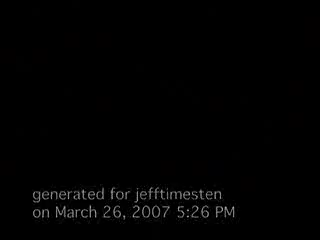 generated for jefftimesten
on March 26, 2007 5:26 PM